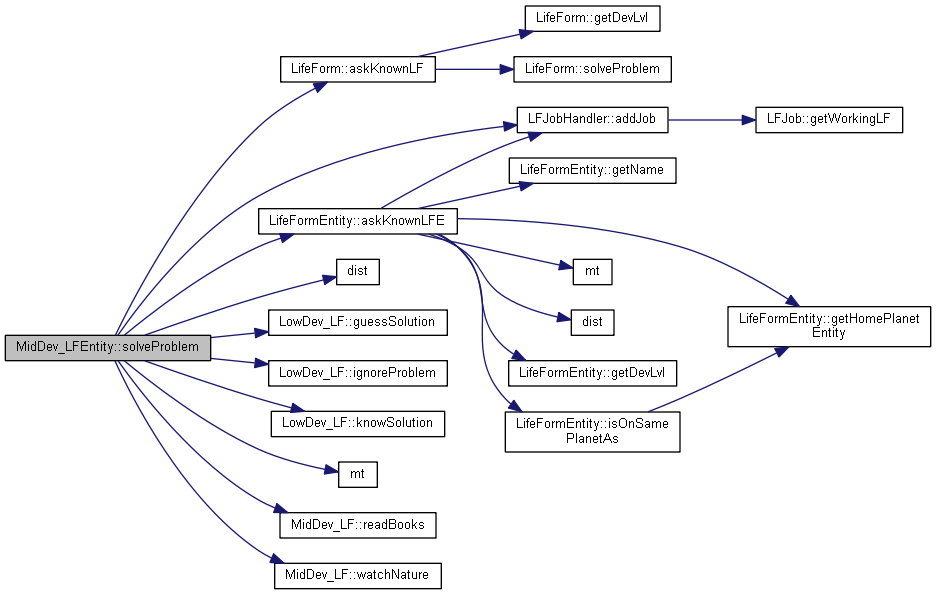 LifeForm::getDevLvl
LifeForm::askKnownLF
LifeForm::solveProblem
LFJobHandler::addJob
LFJob::getWorkingLF
LifeFormEntity::getName
LifeFormEntity::askKnownLFE
dist
mt
LowDev_LF::guessSolution
dist
LifeFormEntity::getHomePlanet
Entity
MidDev_LFEntity::solveProblem
LowDev_LF::ignoreProblem
LifeFormEntity::getDevLvl
LowDev_LF::knowSolution
LifeFormEntity::isOnSame
PlanetAs
mt
MidDev_LF::readBooks
MidDev_LF::watchNature